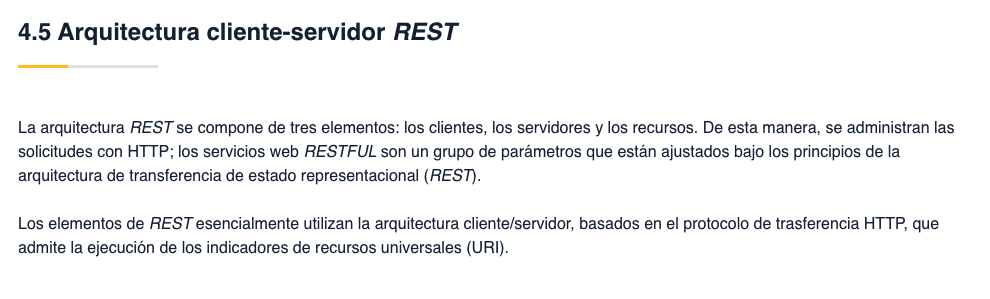 4.5 Arquitectura cliente-servidor REST
La arquitectura REST se compone de tres elementos: los clientes, los servidores y los recursos. De esta manera, se administran las
solicitudes con HTTP; los servicios web RESTFUL son un grupo de parámetros que están ajustados bajo los principios de la
arquitectura de transferencia de estado representacional (REST).
Los elementos de REST esencialmente utilizan la arquitectura cliente/servidor, basados en el protocolo de trasferencia HTTP, que
admite la ejecución de los indicadores de recursos universales (URI).